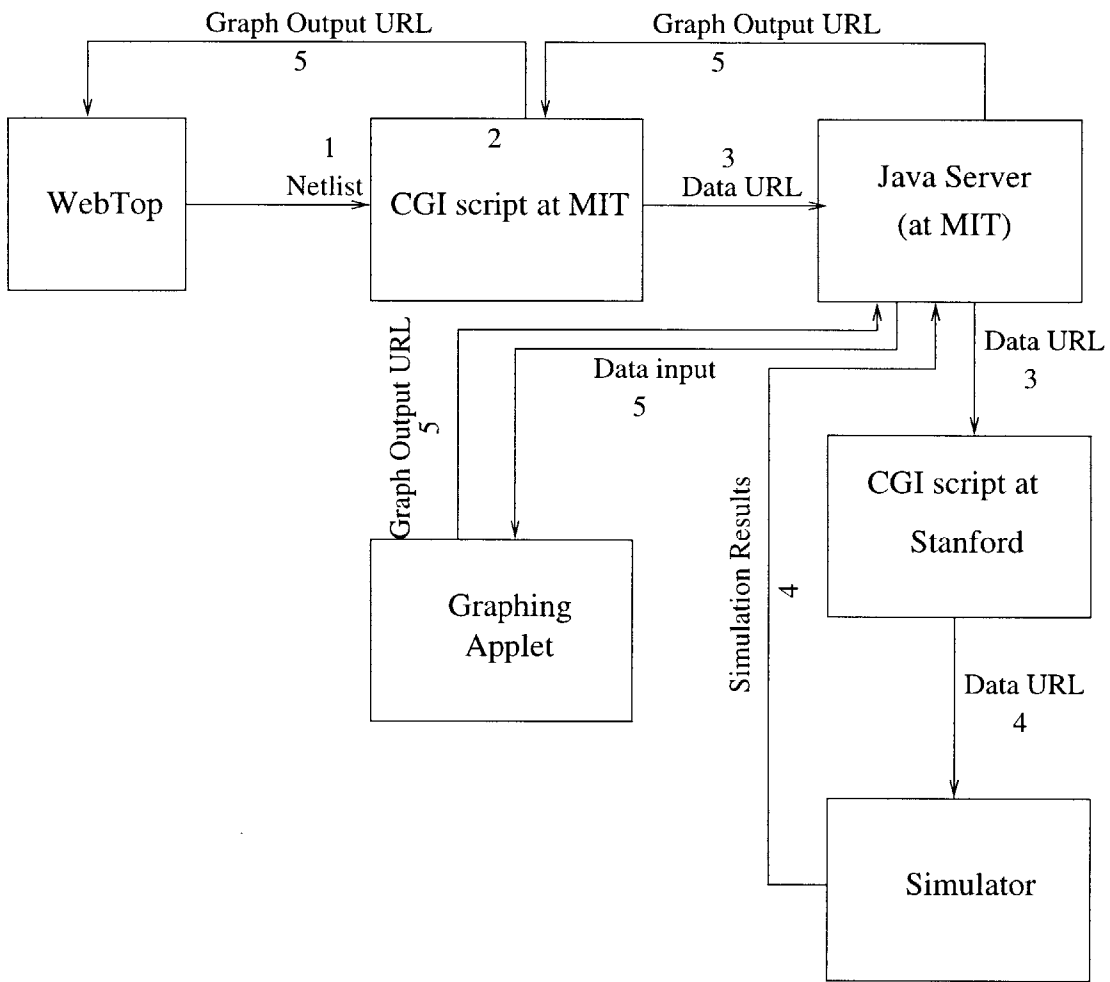 Graph Output URL
5
Graph Output URL
5
WebTop
1
Netlist
2
CGI script at MIT
3
Data URL
Java Server
(at MIT)
Graph Output URL
5
Data input
5
Data URL
3
Simulation Results
4
CGI script at
Stanford
Graphing
Applet
Data URL
4
Simulator